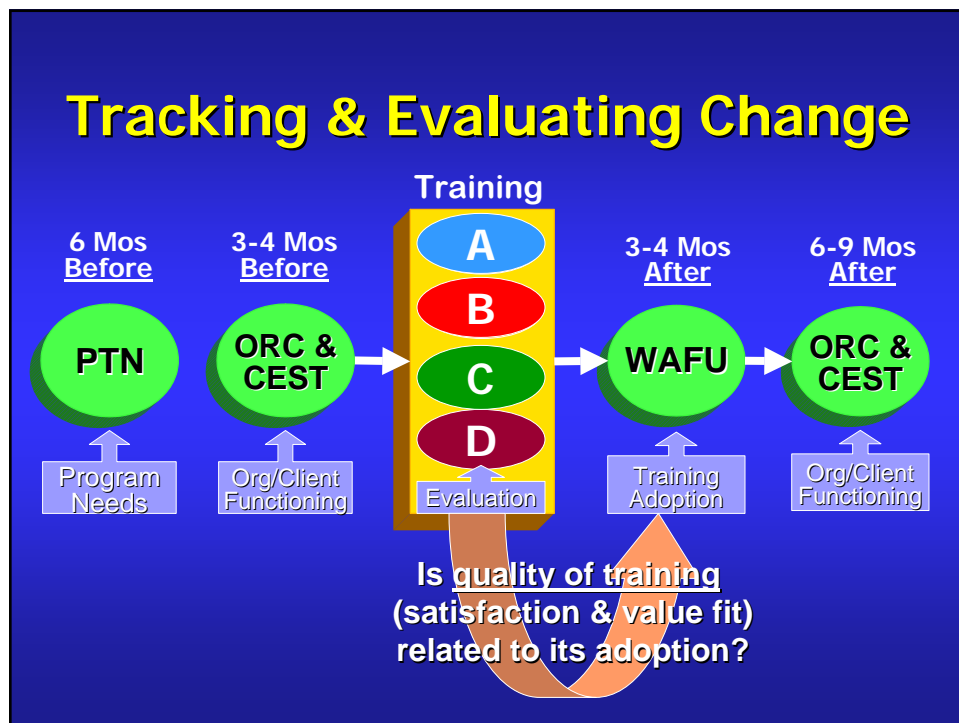 Tracking & Evaluating Change
Training
6 Mos
Before
3-4 Mos
Before
3-4 Mos
After
6-9 Mos
After
A
B
C
D
PTN
ORC &
CEST
WAFU
ORC &
CEST
Program
Needs
Org/Client
Functioning
Evaluation
Training
Adoption
Org/Client
Functioning
Is quality of training
(satisfaction & value fit)
related to its adoption?